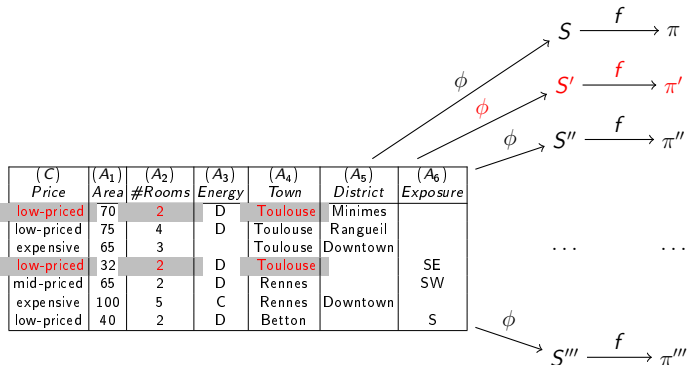 S f π
ϕ
S′ f π′
ϕ
S″ f π″
ϕ
(C) (A₁) (A₂) (A₃) (A₄) (A₅) (A₆)
Price Area #Rooms Energy Town District Exposure
low-priced 70 2 D Toulouse Minimes
low-priced 75 4 D Toulouse Rangueil
expensive 65 3 Toulouse Downtown
... ...
low-priced 32 2 D Toulouse SE
mid-priced 65 2 D Rennes SW
expensive 100 5 C Rennes Downtown
low-priced 40 2 D Betton S
ϕ
S‴ f π‴